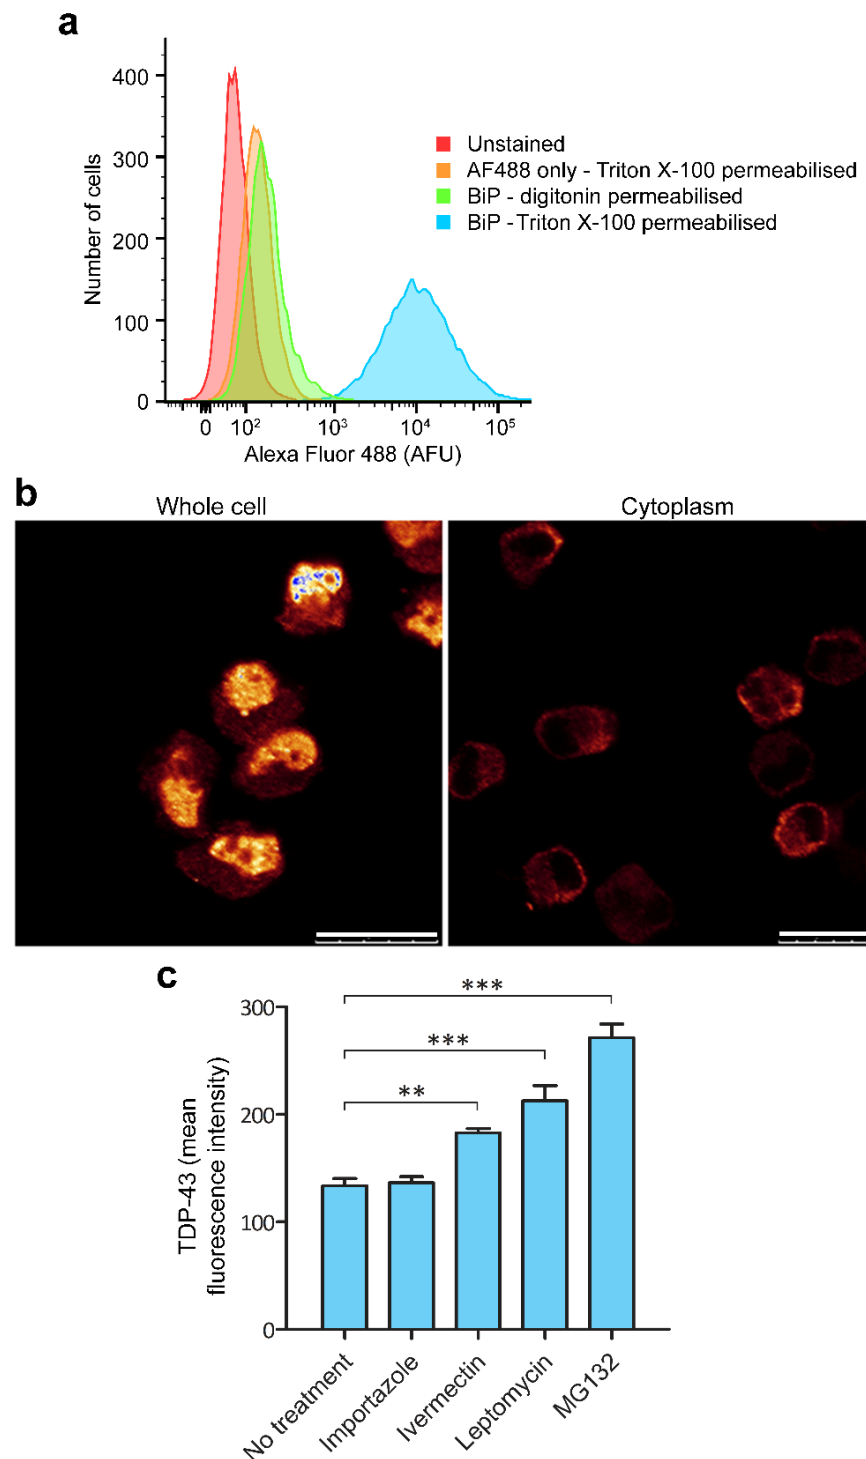 a
400
300
200
100
0
Number of cells
0 10² 10³ 10⁴ 10⁵
Alexa Fluor 488 (AFU)
Unstained
AF488 only - Triton X-100 permeabilised
BiP - digitonin permeabilised
BiP - Triton X-100 permeabilised
b
Whole cell
Cytoplasm
c
***
***
**
300
200
100
0
TDP-43 (mean
fluorescence intensity)
No treatment
Importazole
Ivermectin
Leptomycin
MG132